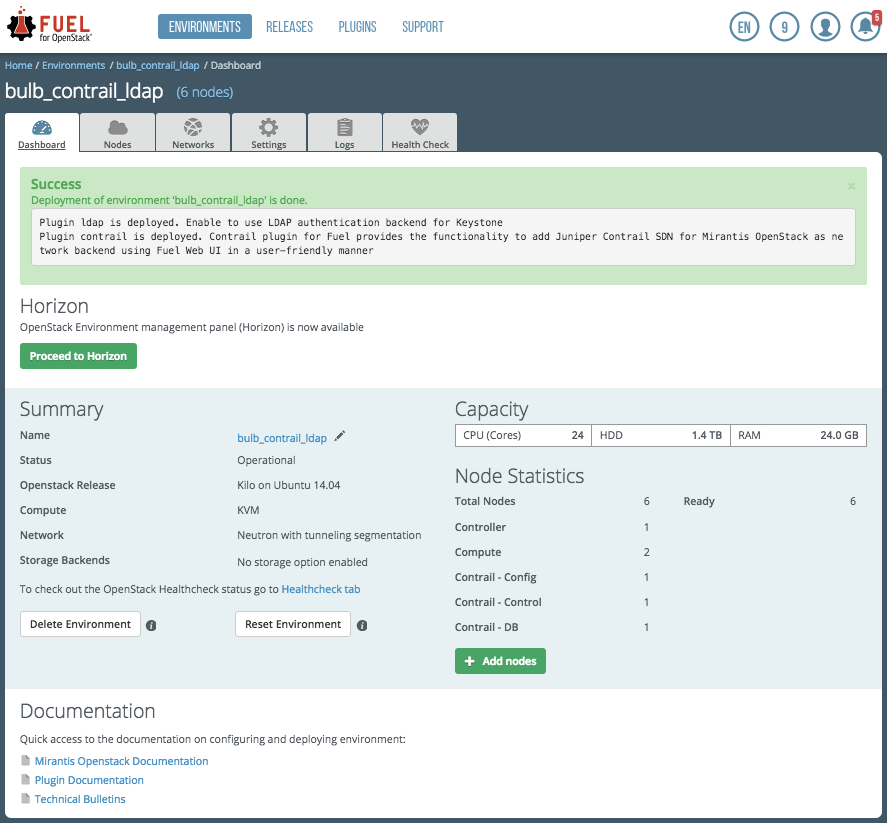 FUEL
for OpenStack
ENVIRONMENTS RELEASES PLUGINS SUPPORT
EN 9 5
Home / Environments / bulb_contrail_ldap / Dashboard
bulb_contrail_ldap (6 nodes)
Dashboard Nodes Networks Settings Logs Health Check
Success ×
Deployment of environment 'bulb_contrail_ldap' is done.
Plugin ldap is deployed. Enable to use LDAP authentication backend for Keystone
Plugin contrail is deployed. Contrail plugin for Fuel provides the functionality to add Juniper Contrail SDN for Mirantis OpenStack as ne
twork backend using Fuel Web UI in a user-friendly manner
Horizon
OpenStack Environment management panel (Horizon) is now available
Proceed to Horizon
Summary
Name bulb_contrail_ldap
Status Operational
Openstack Release Kilo on Ubuntu 14.04
Compute KVM
Network Neutron with tunneling segmentation
Storage Backends No storage option enabled
To check out the OpenStack Healthcheck status go to Healthcheck tab
Delete Environment i Reset Environment i
Capacity
CPU (Cores) 24 HDD 1.4 TB RAM 24.0 GB
Node Statistics
Total Nodes 6 Ready 6
Controller 1
Compute 2
Contrail - Config 1
Contrail - Control 1
Contrail - DB 1
+ Add nodes
Documentation
Quick access to the documentation on configuring and deploying environment:
Mirantis Openstack Documentation
Plugin Documentation
Technical Bulletins